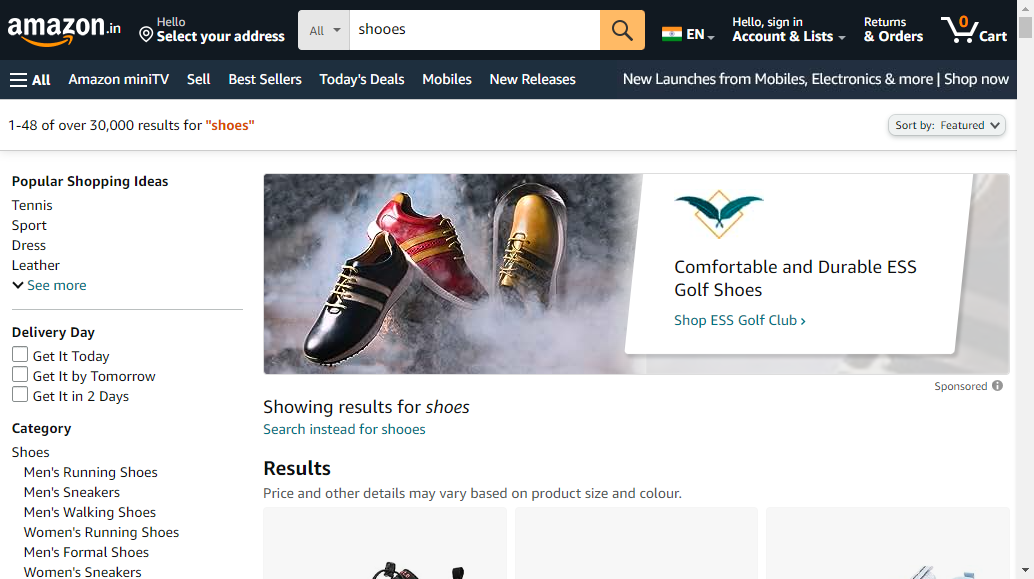 amazon.in
Hello
Select your address
All
shooes
EN
Hello, sign in
Account & Lists
Returns
& Orders
0
Cart
All
Amazon miniTV
Sell
Best Sellers
Today's Deals
Mobiles
New Releases
New Launches from Mobiles, Electronics & more | Shop now
1-48 of over 30,000 results for "shoes"
Sort by: Featured
Popular Shopping Ideas
Tennis
Sport
Dress
Leather
See more
Delivery Day
Get It Today
Get It by Tomorrow
Get It in 2 Days
Category
Shoes
Men's Running Shoes
Men's Sneakers
Men's Walking Shoes
Women's Running Shoes
Men's Formal Shoes
Women's Sneakers
Comfortable and Durable ESS
Golf Shoes
Shop ESS Golf Club ›
Sponsored
Showing results for shoes
Search instead for shooes
Results
Price and other details may vary based on product size and colour.